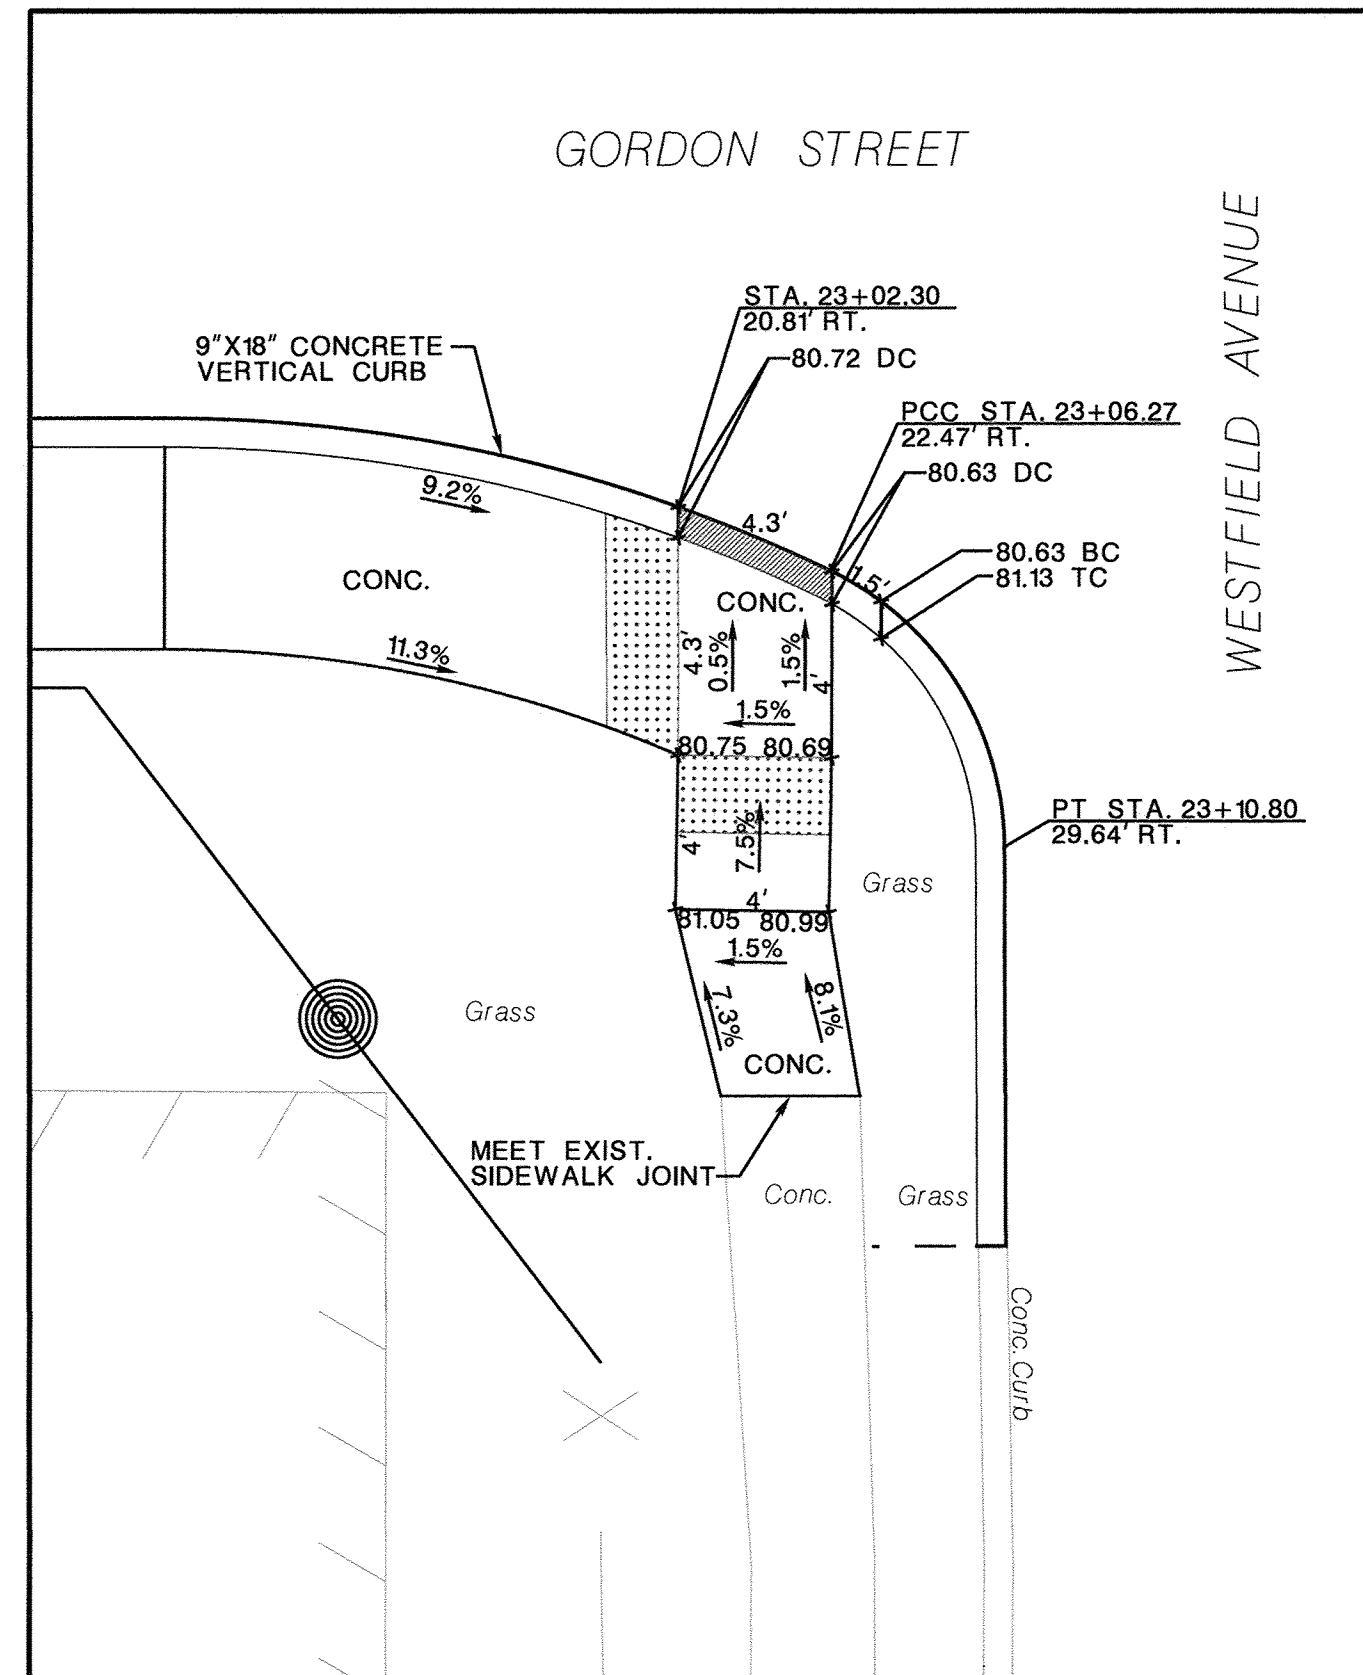 GORDON STREET
WESTFIELD AVENUE
STA. 23+02.30
20.81' RT.
80.72 DC
9"X18" CONCRETE
VERTICAL CURB
PCC STA. 23+06.27
22.47' RT.
80.63 DC
9.2%
4.3'
1.5'
80.63 BC
81.13 TC
CONC.
CONC.
11.3%
4.3'
0.5%
1.5%
4'
1.5%
80.75 80.69
PT STA. 23+10.80
29.64' RT.
4'
7.5%
Grass
4'
81.05 80.99
1.5%
Grass
7.3%
8.1%
CONC.
MEET EXIST.
SIDEWALK JOINT
Conc.
Grass
Conc. Curb